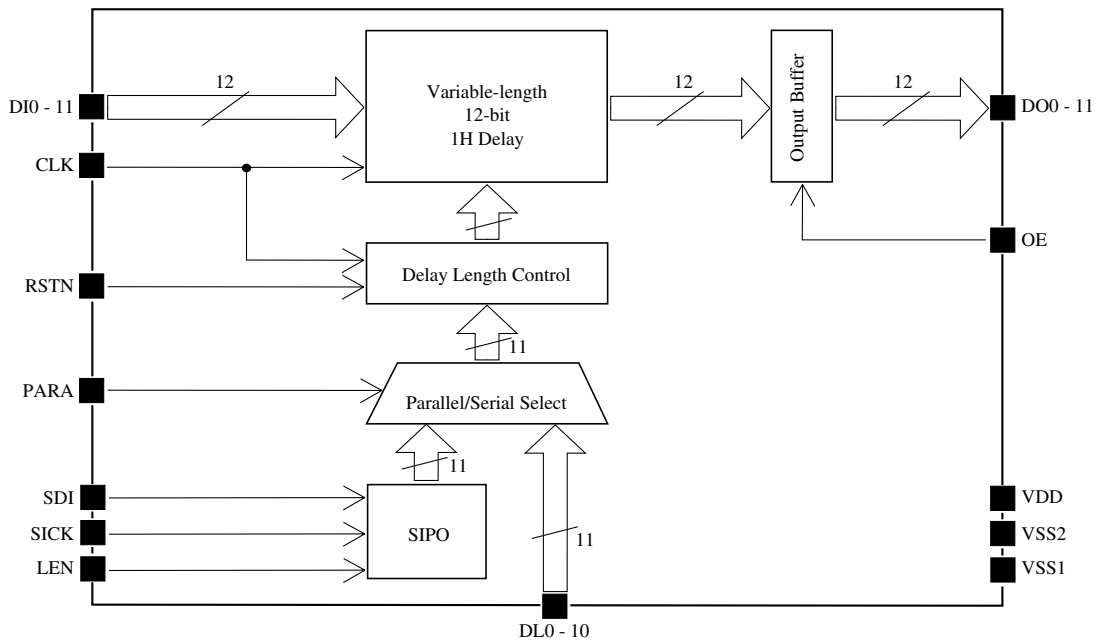 12
12
12
DI0 - 11
Variable-length
12-bit
1H Delay
Output Buffer
DO0 - 11
CLK
OE
Delay Length Control
RSTN
11
PARA
Parallel/Serial Select
11
SDI
VDD
SICK
SIPO
11
VSS2
LEN
VSS1
DL0 - 10